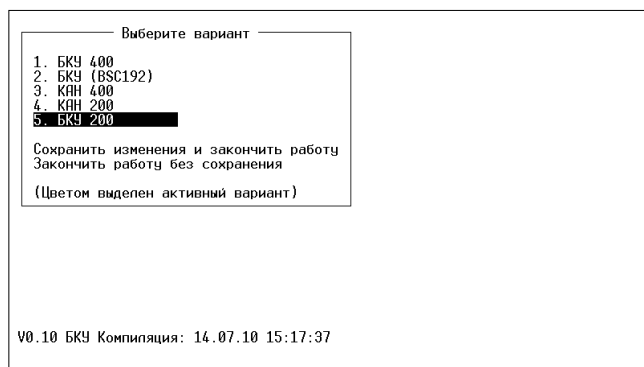 Выберите вариант
1. БКУ 400
2. БКУ (BSC192)
3. КАН 400
4. КАН 200
5. БКУ 200
Сохранить изменения и закончить работу
Закончить работу без сохранения
(Цветом выделен активный вариант)
V0.10 БКУ Компиляция: 14.07.10 15:17:37